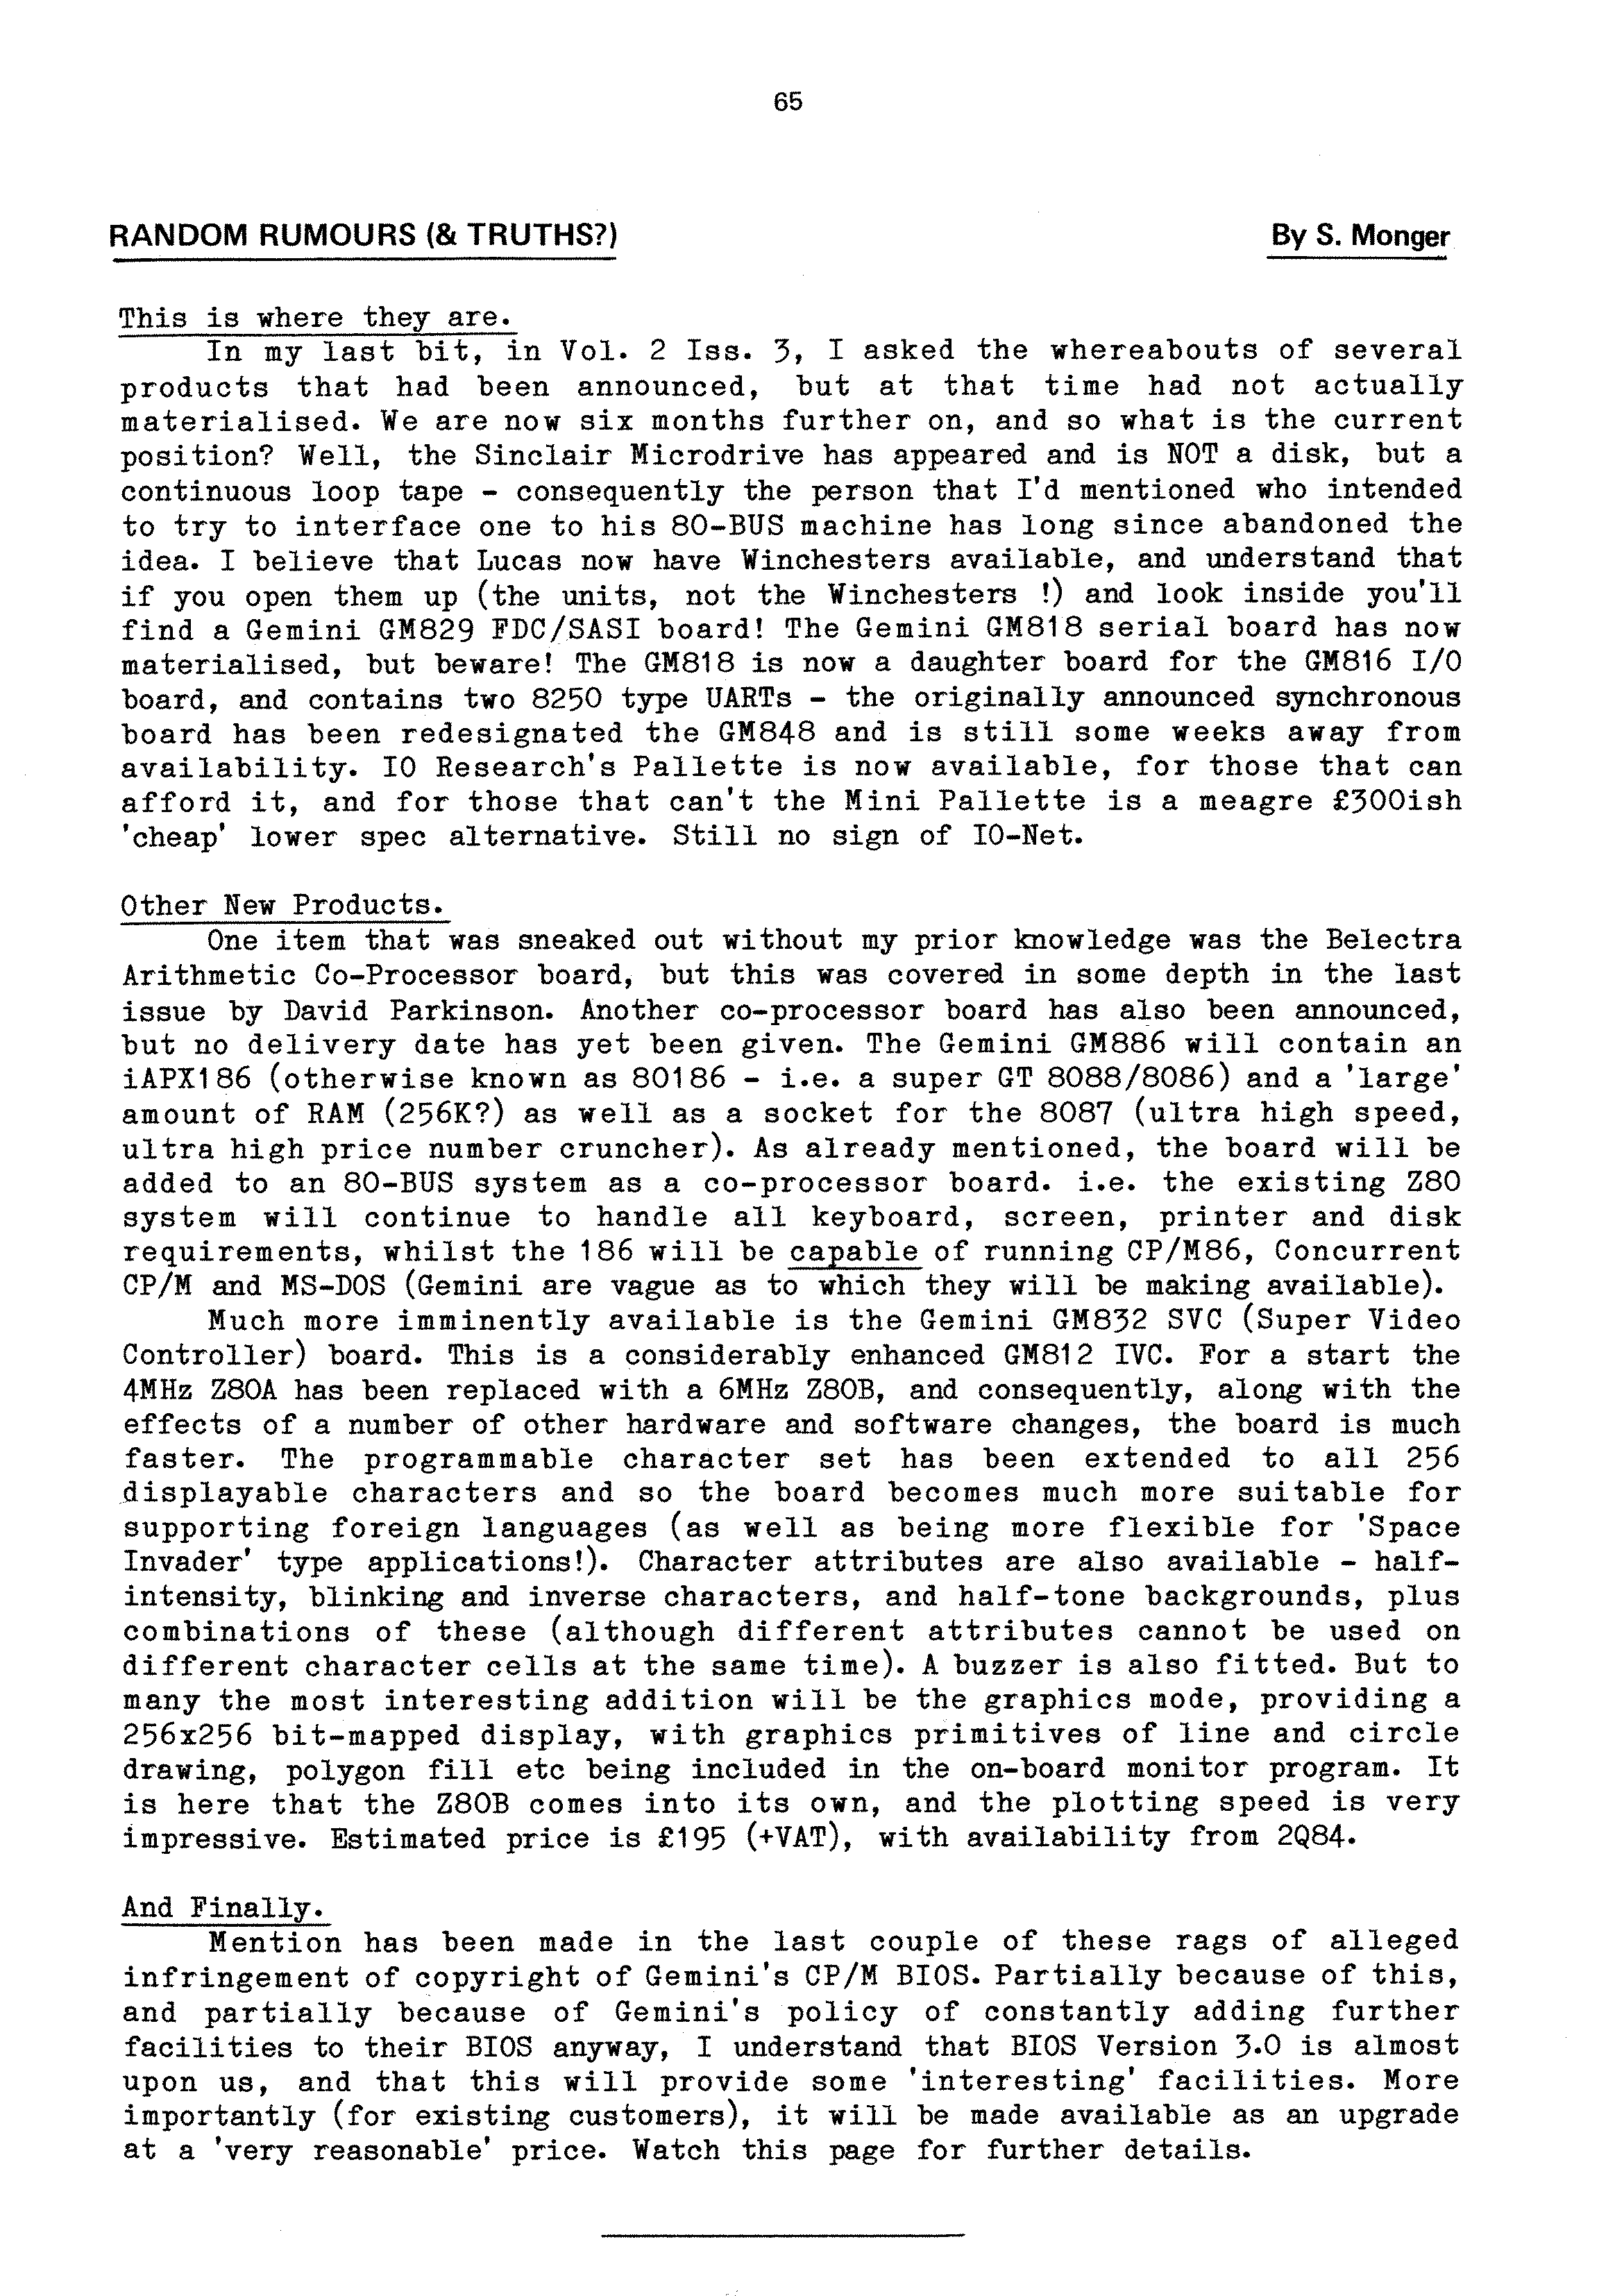 65
RANDOM RUMOURS (& TRUTHS?) By S. Monger
This is where they are.
In my last bit, in Vol. 2 Iss. 3, I asked the whereabouts of several
products that had been announced, but at that time had not actually
materialised. We are now six months further on, and so what is the current
position? Well, the Sinclair Microdrive has appeared and is NOT a disk, but a
continuous loop tape - consequently the person that I'd mentioned who intended
to try to interface one to his 80-BUS machine has long since abandoned the
idea. I believe that Lucas now have Winchesters available, and understand that
if you open them up (the units, not the Winchesters !) and look inside you'll
find a Gemini GM829 FDC/SASI board! The Gemini GM818 serial board has now
materialised, but beware! The GM818 is now a daughter board for the GM816 I/O
board, and contains two 8250 type UARTs - the originally announced synchronous
board has been redesignated the GM848 and is still some weeks away from
availability. IO Research's Pallette is now available, for those that can
afford it, and for those that can't the Mini Pallette is a meagre £300ish
'cheap' lower spec alternative. Still no sign of IO-Net.
Other New Products.
One item that was sneaked out without my prior knowledge was the Belectra
Arithmetic Co-Processor board, but this was covered in some depth in the last
issue by David Parkinson. Another co-processor board has also been announced,
but no delivery date has yet been given. The Gemini GM886 will contain an
iAPX186 (otherwise known as 80186 - i.e. a super GT 8088/8086) and a 'large'
amount of RAM (256K?) as well as a socket for the 8087 (ultra high speed,
ultra high price number cruncher). As already mentioned, the board will be
added to an 80-BUS system as a co-processor board. i.e. the existing Z80
system will continue to handle all keyboard, screen, printer and disk
requirements, whilst the 186 will be capable of running CP/M86, Concurrent
CP/M and MS-DOS (Gemini are vague as to which they will be making available).
Much more imminently available is the Gemini GM832 SVC (Super Video
Controller) board. This is a considerably enhanced GM812 IVC. For a start the
4MHz Z80A has been replaced with a 6MHz Z80B, and consequently, along with the
effects of a number of other hardware and software changes, the board is much
faster. The programmable character set has been extended to all 256
displayable characters and so the board becomes much more suitable for
supporting foreign languages (as well as being more flexible for 'Space
Invader' type applications!). Character attributes are also available - half-
intensity, blinking and inverse characters, and half-tone backgrounds, plus
combinations of these (although different attributes cannot be used on
different character cells at the same time). A buzzer is also fitted. But to
many the most interesting addition will be the graphics mode, providing a
256x256 bit-mapped display, with graphics primitives of line and circle
drawing, polygon fill etc being included in the on-board monitor program. It
is here that the Z80B comes into its own, and the plotting speed is very
impressive. Estimated price is £195 (+VAT), with availability from 2Q84.
And Finally.
Mention has been made in the last couple of these rags of alleged
infringement of copyright of Gemini's CP/M BIOS. Partially because of this,
and partially because of Gemini's policy of constantly adding further
facilities to their BIOS anyway, I understand that BIOS Version 3.0 is almost
upon us, and that this will provide some 'interesting' facilities. More
importantly (for existing customers), it will be made available as an upgrade
at a 'very reasonable' price. Watch this page for further details.